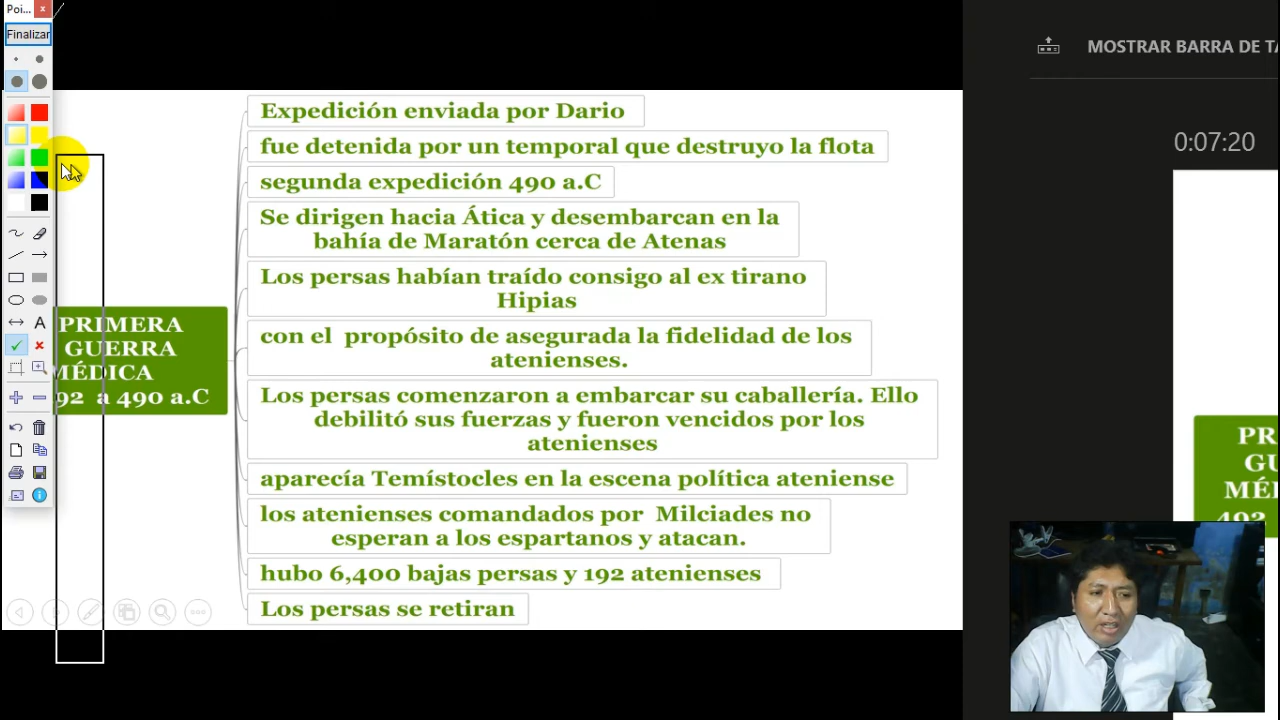 Poi...
Finalizar
A
MOSTRAR BARRA DE TA
0:07:20
Expedición enviada por Dario
fue detenida por un temporal que destruyo la flota
segunda expedición 490 a.C
Se dirigen hacia Ática y desembarcan en la
bahía de Maratón cerca de Atenas
Los persas habían traído consigo al ex tirano
Hipias
con el propósito de asegurada la fidelidad de los
atenienses.
Los persas comenzaron a embarcar su caballería. Ello
debilitó sus fuerzas y fueron vencidos por los
atenienses
aparecía Temístocles en la escena política ateniense
los atenienses comandados por Milciades no
esperan a los espartanos y atacan.
hubo 6,400 bajas persas y 192 atenienses
Los persas se retiran
PRIMERA
GUERRA
MÉDICA
92 a 490 a.C
PR
GU
MÉI
492